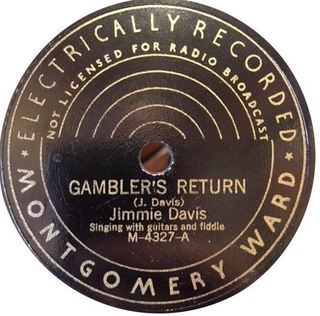 ★ ELECTRICALLY RECORDED ★
NOT LICENSED FOR RADIO BROADCAST
GAMBLER'S RETURN
(J. Davis)
Jimmie Davis
Singing with guitars and fiddle
M-4327-A
MONTGOMERY WARD